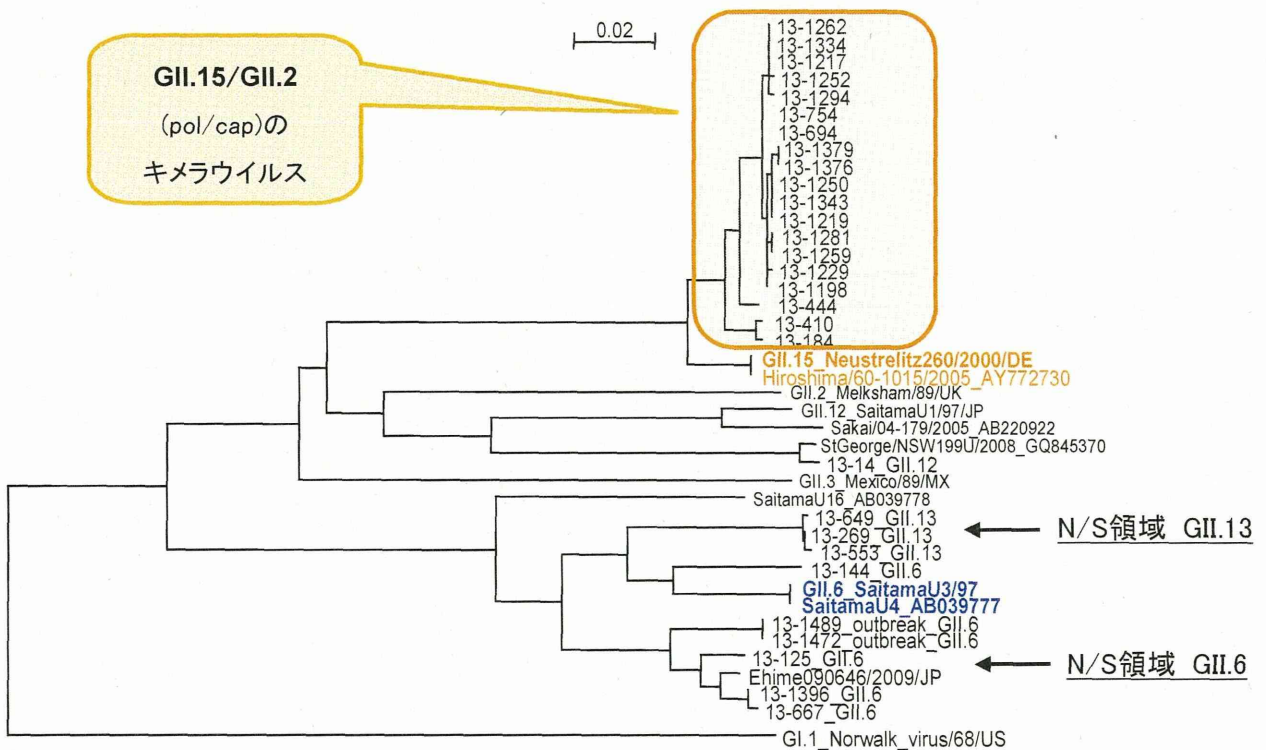 0.02
GII.15/GII.2
(pol/cap)の
キメラウイルス
13-1262
13-1334
13-1217
13-1252
13-1294
13-754
13-694
13-1379
13-1376
13-1250
13-1343
13-1219
13-1281
13-1259
13-1229
13-1198
13-444
13-410
13-184
GII.15_Neustrelitz260/2000/DE
Hiroshima/60-1015/2005_AY772730
GII.2_Melksham/89/UK
GII.12_SaitamaU1/97/JP
Sakai/04-179/2005_AB220922
StGeorge/NSW199U/2008_GQ845370
13-14_GII.12
GII.3_Mexico/89/MX
SaitamaU16_AB039778
13-649_GII.13
13-269_GII.13
13-553_GII.13
N/S領域 GII.13
13-144_GII.6
GII.6_SaitamaU3/97
SaitamaU4_AB039777
13-1489_outbreak_GII.6
13-1472_outbreak_GII.6
13-125_GII.6
N/S領域 GII.6
Ehime090646/2009/JP
13-1396_GII.6
13-667_GII.6
GI.1_Norwalk_virus/68/US